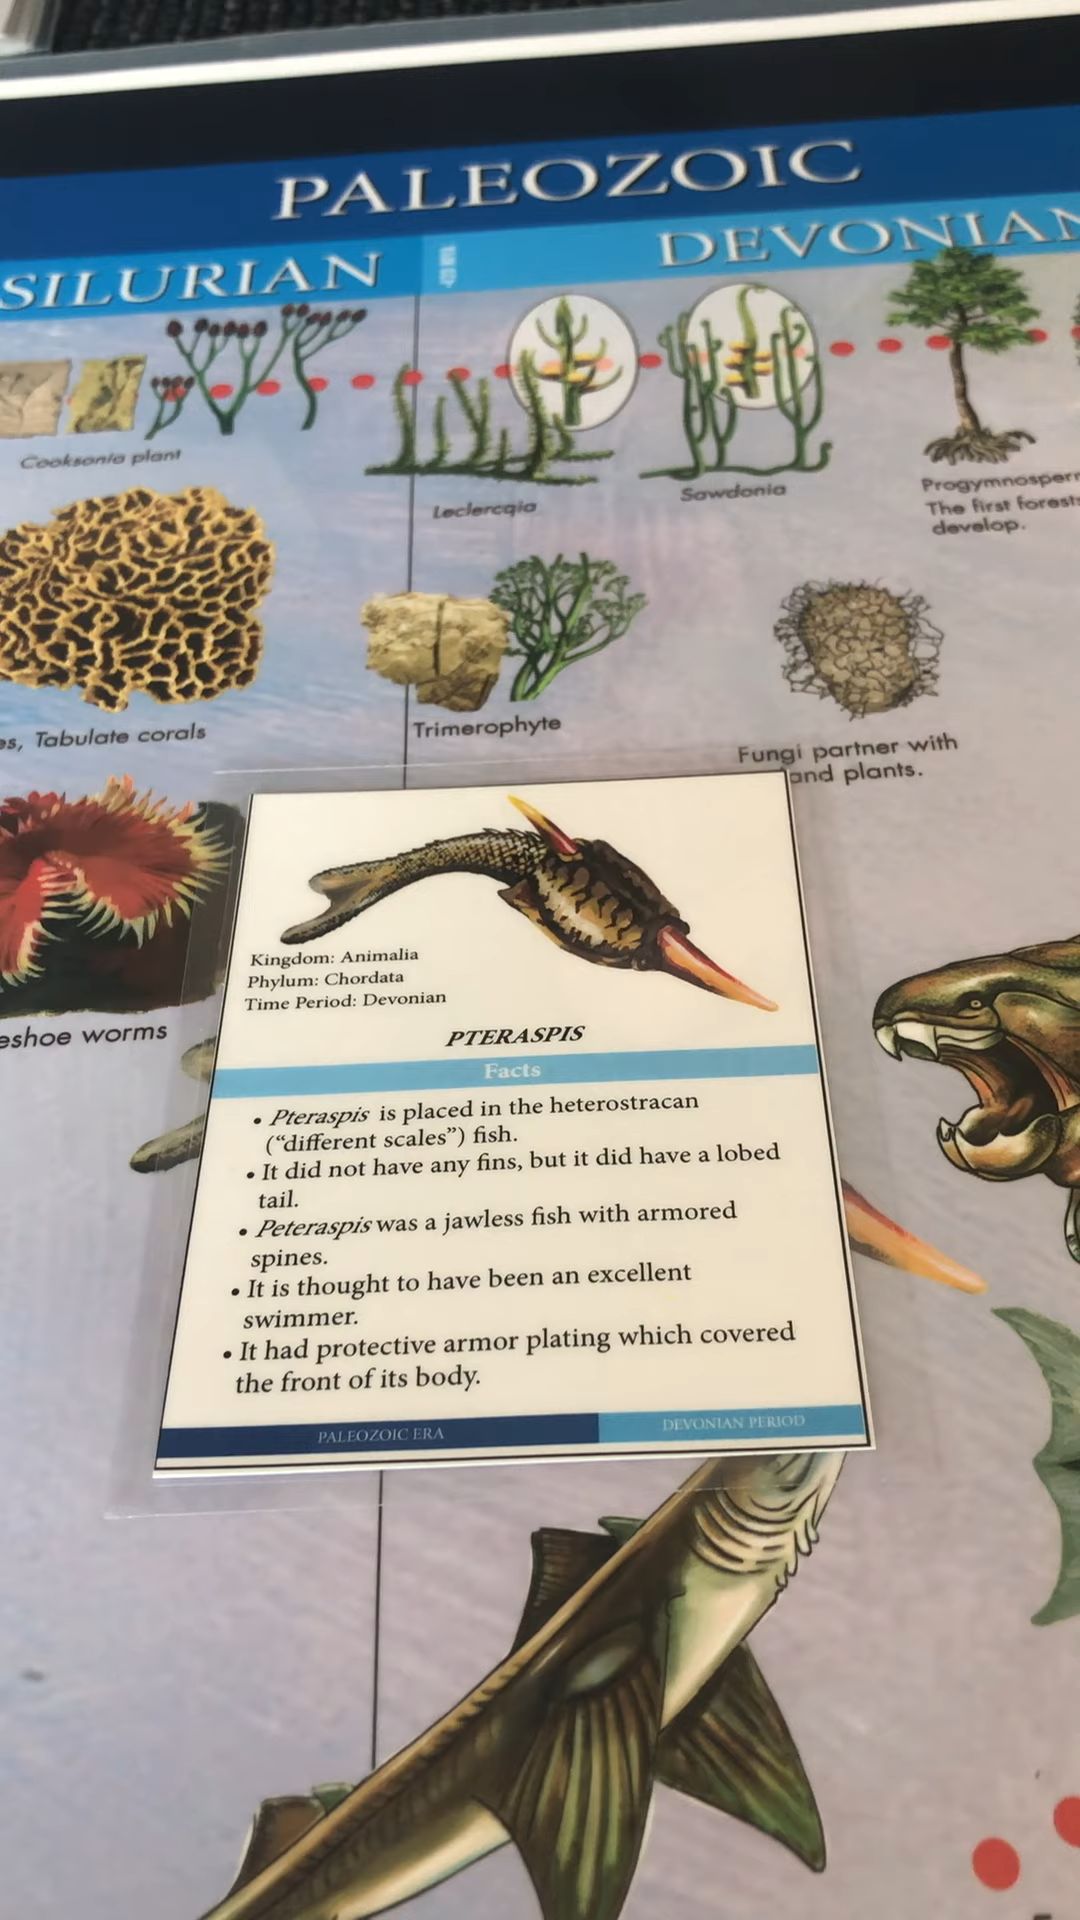 PALEOZOIC
SILURIAN
DEVONIAN
Cooksonia plant
Leclercqia
Sawdonia
The first
develop.
Tabulate corals
Trimerophyte
Fungi partner with
plants.
worms
Kingdom: Animalia
Phylum: Chordata
Time Period: Devonian
PTERASPIS
Facts
• Pteraspis is placed in the heterostracan
(“different scales”) fish.
• It did not have any fins, but it did have a lobed
tail.
• Peteraspis was a jawless fish with armored
spines.
• It is thought to have been an excellent
swimmer.
• It had protective armor plating which covered
the front of its body.
PALEOZOIC ERA
DEVONIAN PERIOD